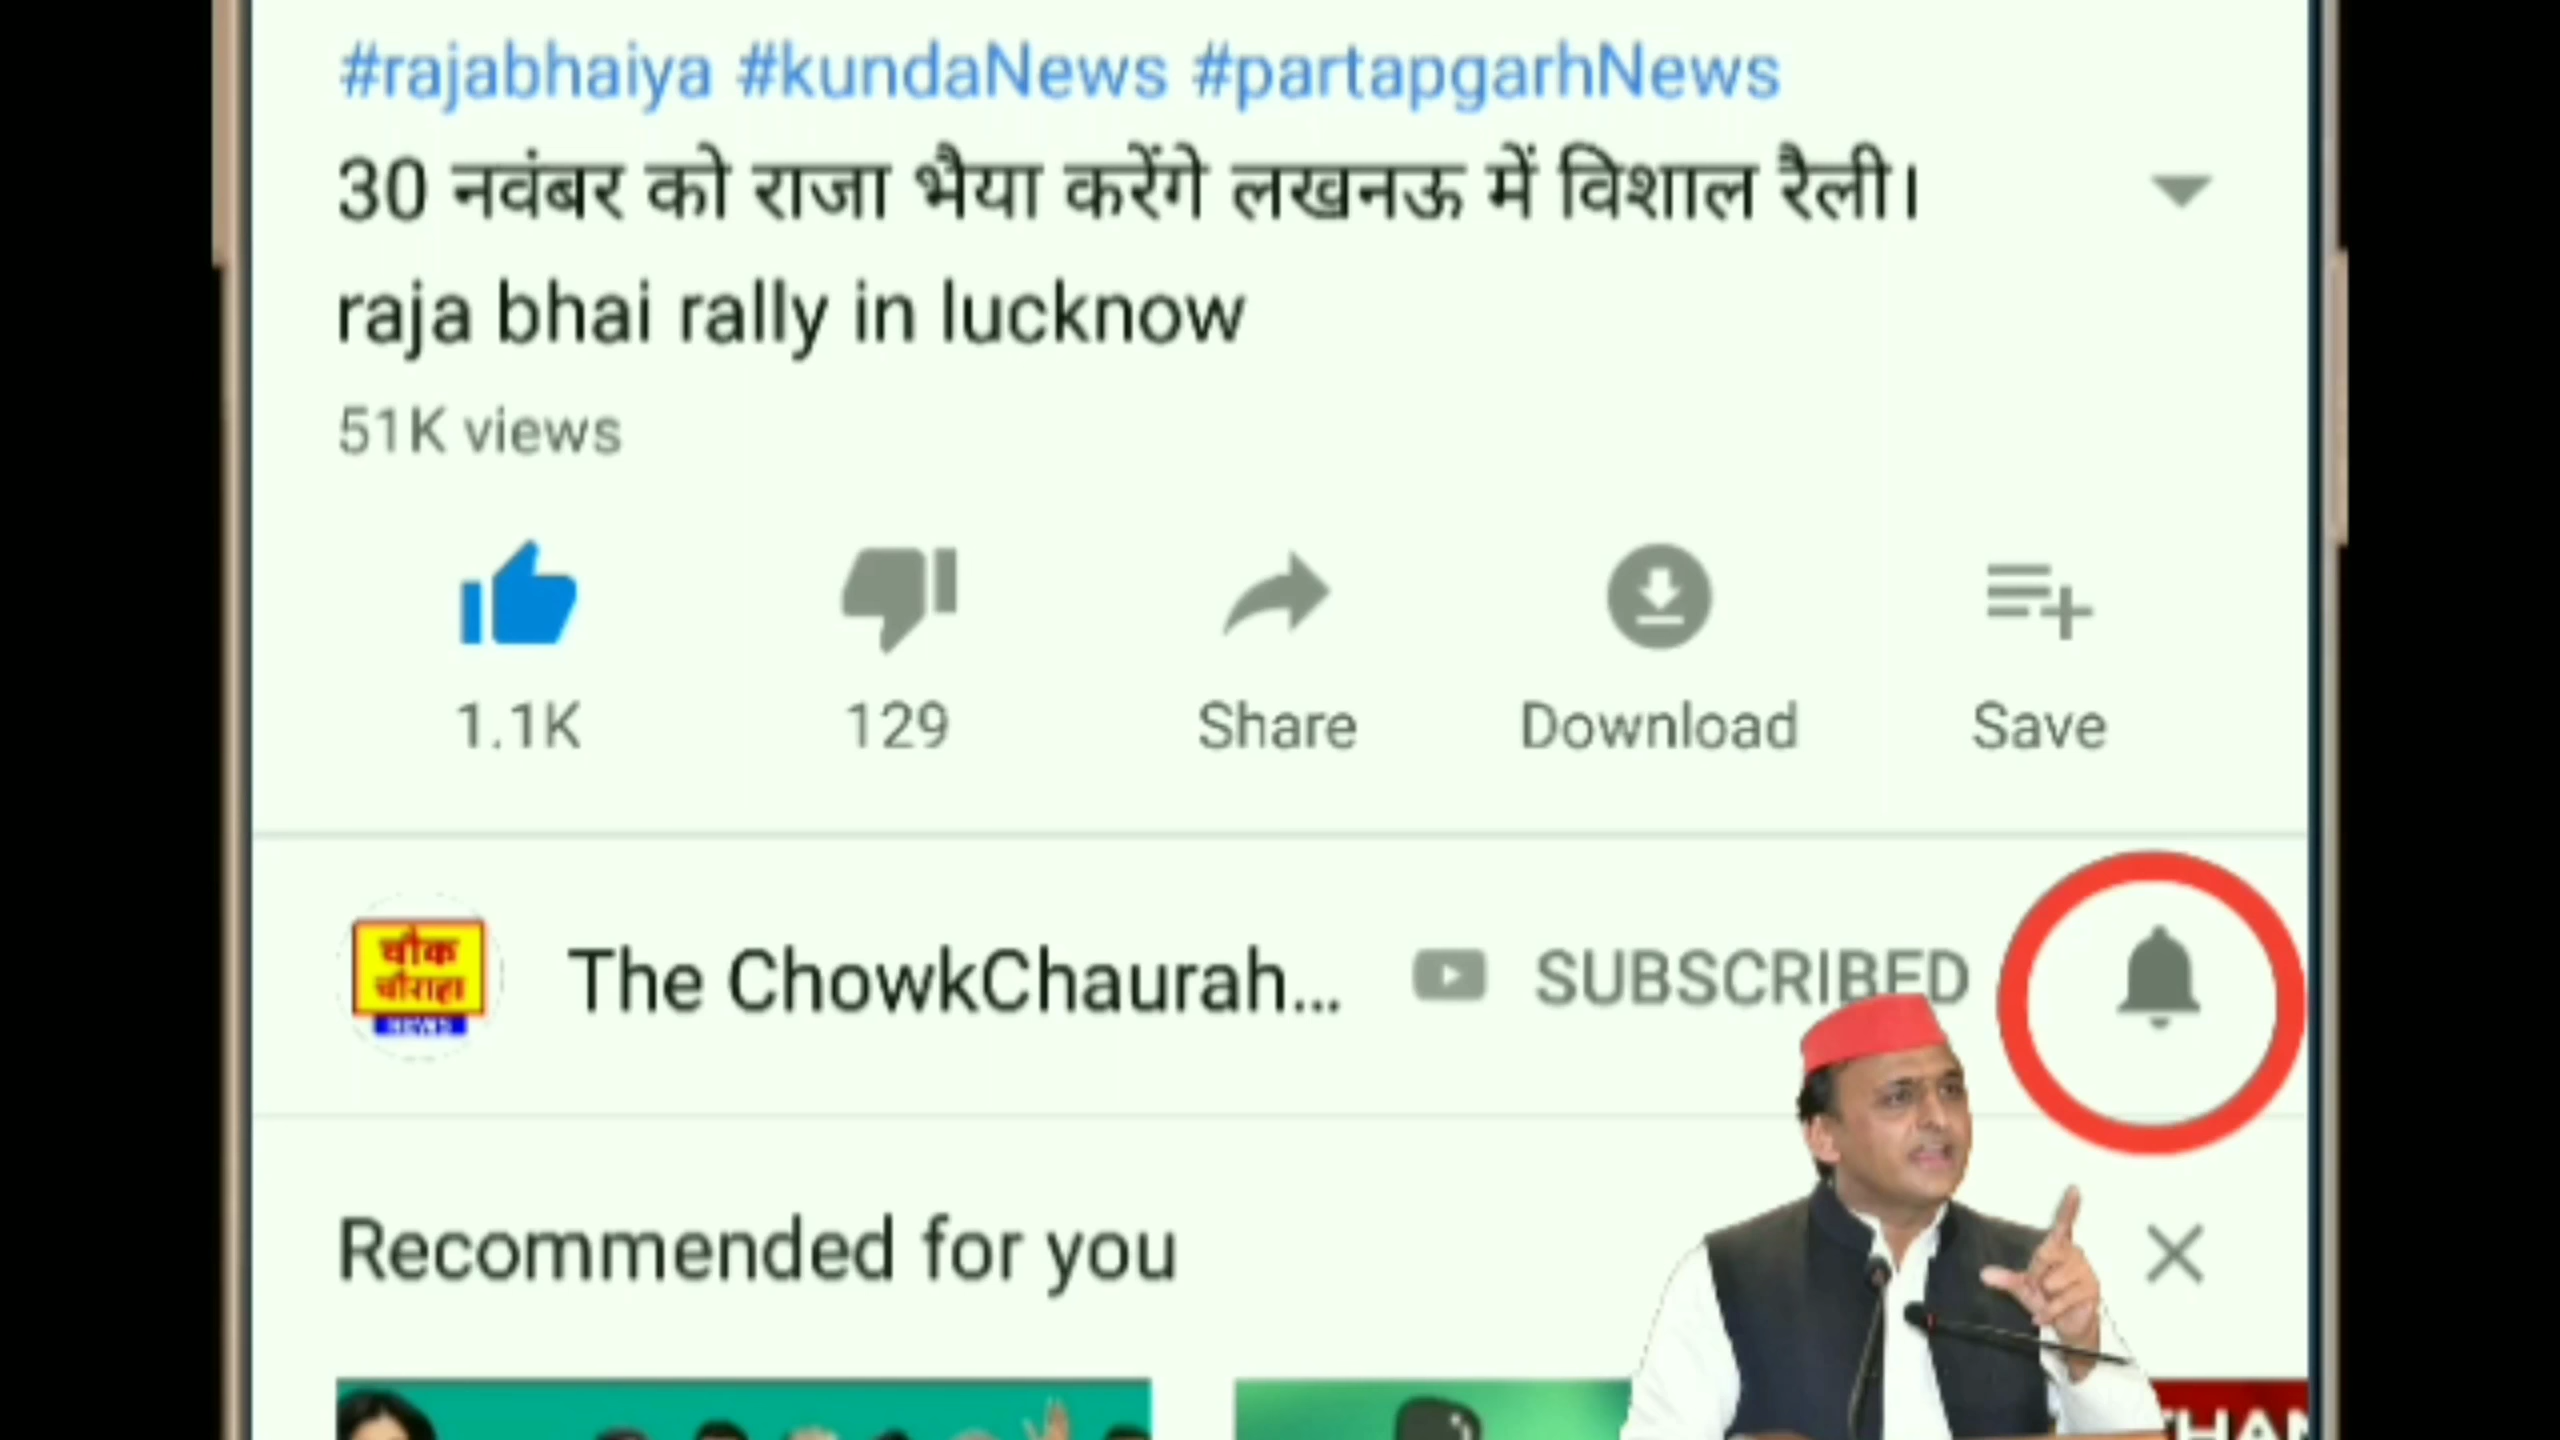 #rajabhaiya #kundaNews #partapgarhNews
30 नवंबर को राजा भैया करेंगे लखनऊ में विशाल रैली।
raja bhai rally in lucknow
51K views
1.1K 129 Share Download Save
चौक
चौराहा
NEWS
The ChowkChaurah... SUBSCRIBED
Recommended for you